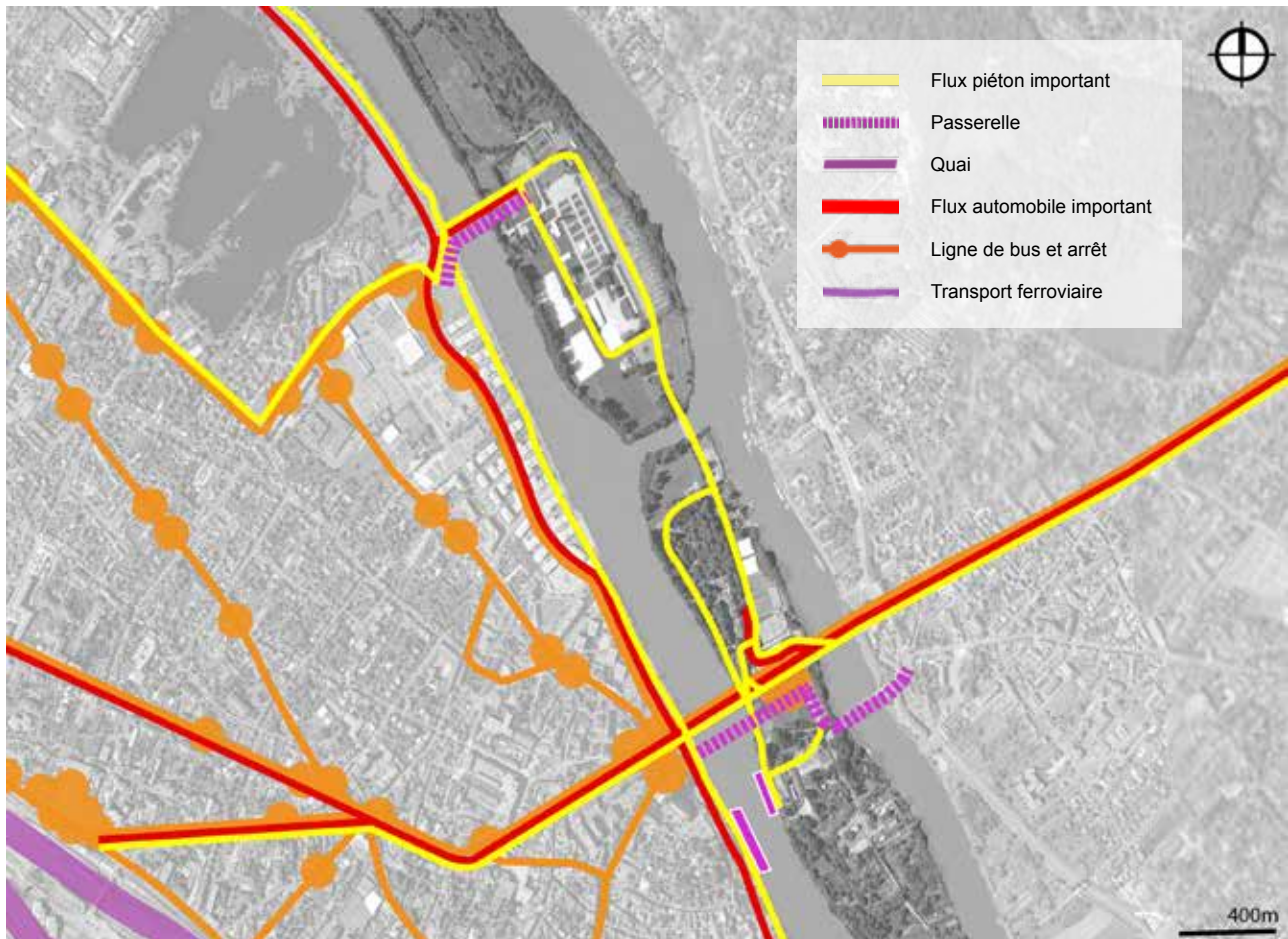 Flux piéton important
Passerelle
Quai
Flux automobile important
Ligne de bus et arrêt
Transport ferroviaire
400m